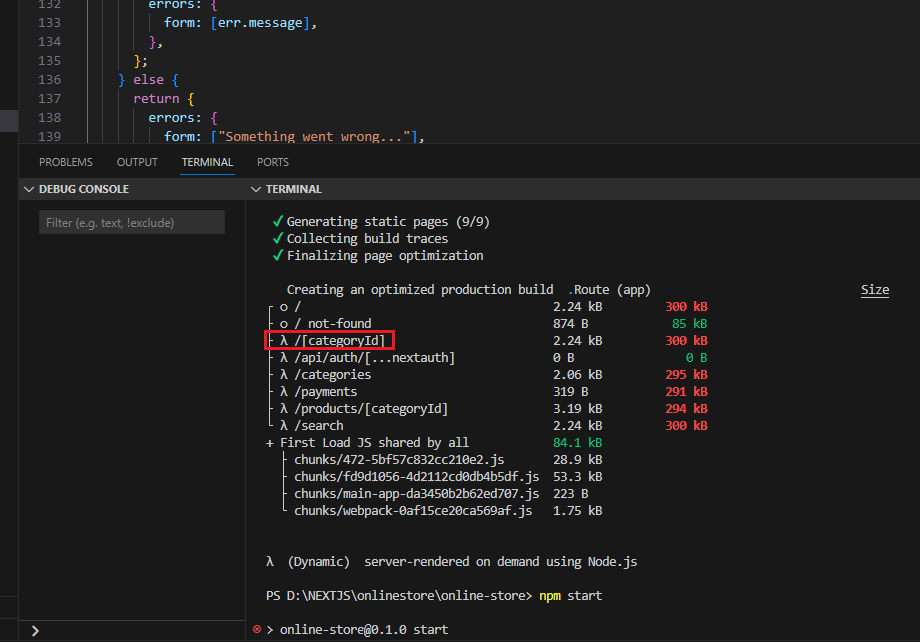 132 errors: {
133 form: [err.message],
134 },
135 };
136 } else {
137 return {
138 errors: {
139 form: ["Something went wrong..."],
PROBLEMS OUTPUT TERMINAL PORTS
DEBUG CONSOLE
TERMINAL
Filter (e.g. text, !exclude)
✓ Generating static pages (9/9)
✓ Collecting build traces
✓ Finalizing page optimization
Creating an optimized production build .Route (app) Size
┌ o / 2.24 kB 300 kB
├ o /_not-found 874 B 85 kB
├ λ /[categoryId] 2.24 kB 300 kB
├ λ /api/auth/[...nextauth] 0 B 0 B
├ λ /categories 2.06 kB 295 kB
├ λ /payments 319 B 291 kB
├ λ /products/[categoryId] 3.19 kB 294 kB
└ λ /search 2.24 kB 300 kB
+ First Load JS shared by all 84.1 kB
├ chunks/472-5bf57c832cc210e2.js 28.9 kB
├ chunks/fd9d1056-4d2112cd0db4b5df.js 53.3 kB
├ chunks/main-app-da3450b2b62ed707.js 223 B
└ chunks/webpack-0af15ce20ca569af.js 1.75 kB
λ (Dynamic) server-rendered on demand using Node.js
PS D:\NEXTJS\onlinestore\online-store> npm start
> online-store@0.1.0 start